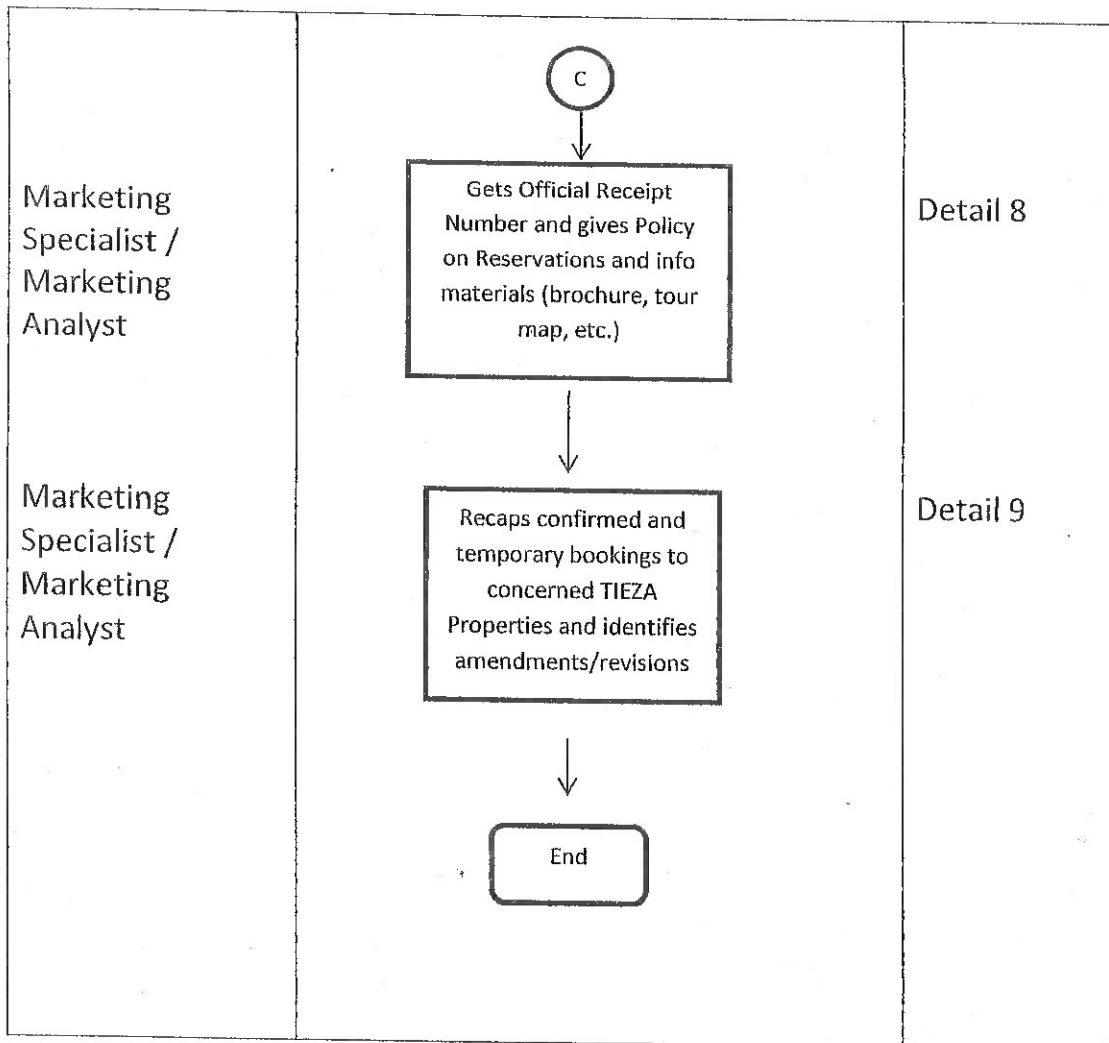 C
Marketing
Specialist /
Marketing
Analyst
Gets Official Receipt
Number and gives Policy
on Reservations and info
materials (brochure, tour
map, etc.)
Detail 8
Marketing
Specialist /
Marketing
Analyst
Recaps confirmed and
temporary bookings to
concerned TIEZA
Properties and identifies
amendments/revisions
Detail 9
End